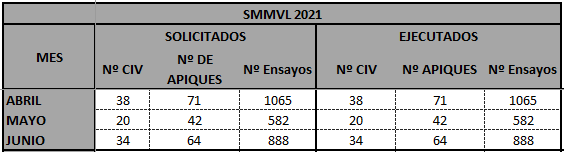 SMMVL 2021
MES SOLICITADOS EJECUTADOS
Nº CIV Nº DE APIQUES Nº Ensayos Nº CIV Nº APIQUES Nº Ensayos
ABRIL 38 71 1065 38 71 1065
MAYO 20 42 582 20 42 582
JUNIO 34 64 888 34 64 888